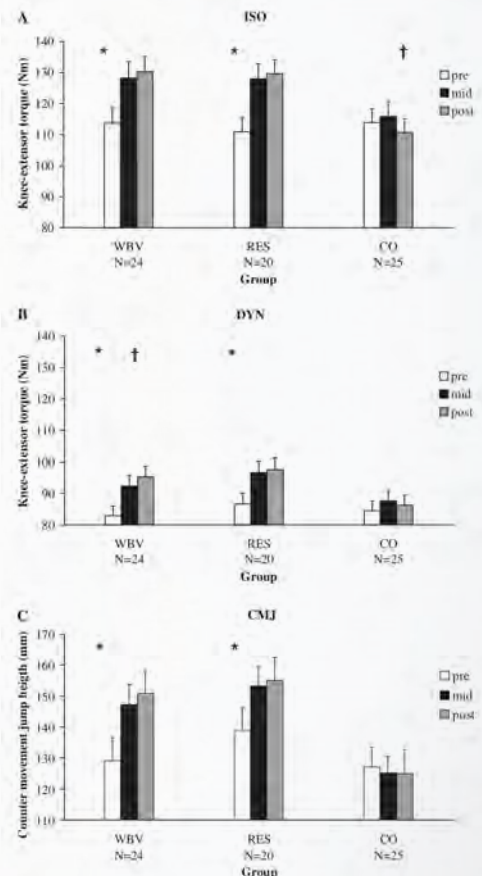 A
ISO
Knee-extensor torque (Nm)
140
130
120
110
100
90
80
*
*
†
pre
mid
post
WBV
RES
CO
N=24
N=20
N=25
Group
B
DYN
Knee-extensor torque (Nm)
140
130
120
110
100
90
80
*
†
*
pre
mid
post
WBV
RES
CO
N=24
N=20
N=25
Group
C
CMJ
Counter movement jump heigth (mm)
170
160
150
140
130
120
110
*
*
pre
mid
post
WBV
RES
CO
N=24
N=20
N=25
Group